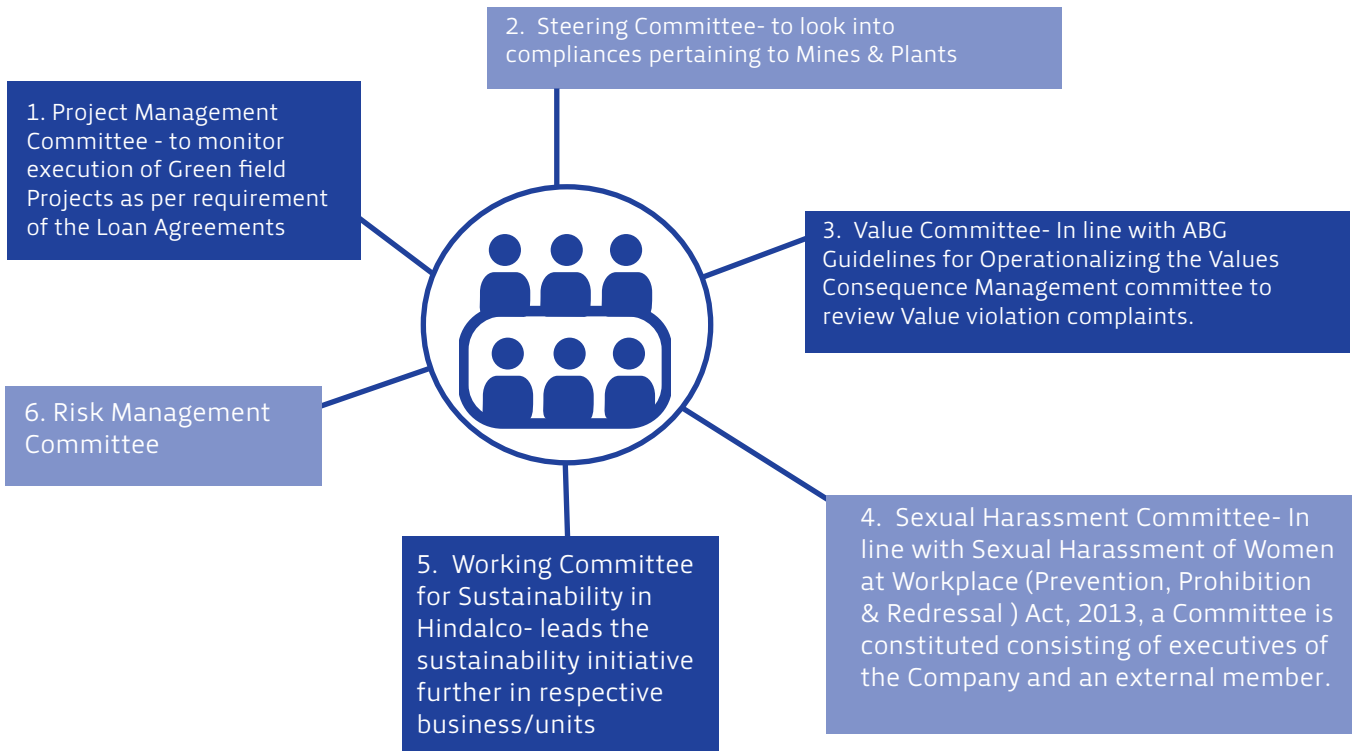 1. Project Management
Committee - to monitor
execution of Green field
Projects as per requirement
of the Loan Agreements
2. Steering Committee- to look into
compliances pertaining to Mines & Plants
3. Value Committee- In line with ABG
Guidelines for Operationalizing the Values
Consequence Management committee to
review Value violation complaints.
4. Sexual Harassment Committee- In
line with Sexual Harassment of Women
at Workplace (Prevention, Prohibition
& Redressal ) Act, 2013, a Committee is
constituted consisting of executives of
the Company and an external member.
5. Working Committee
for Sustainability in
Hindalco- leads the
sustainability initiative
further in respective
business/units
6. Risk Management
Committee